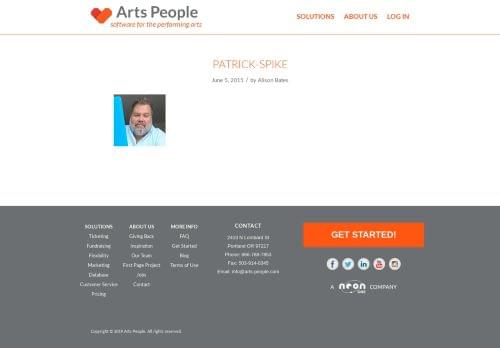 Arts People
software for the performing arts
SOLUTIONS ABOUT US LOG IN
PATRICK-SPIKE
June 5, 2015 / by Alison Bates
SOLUTIONS
Ticketing
Fundraising
Flexibility
Marketing
Database
Customer Service
Pricing
ABOUT US
Giving Back
Inspiration
Our Team
First Page Project
Jobs
Contact
MORE INFO
FAQ
Get Started
Blog
Terms of Use
CONTACT
2410 N Lombard St
Portland OR 97217
Phone: 866-788-7853
Fax: 503-914-0345
Email: info@arts-people.com
GET STARTED!
A neon ONE COMPANY
Copyright © 2019 Arts People. All rights reserved.